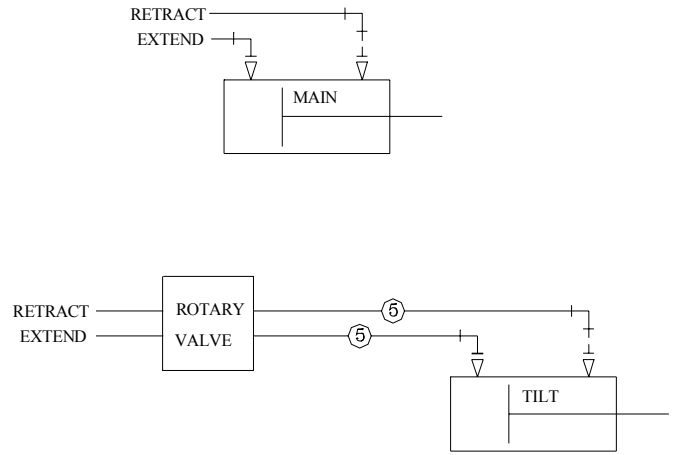 RETRACT
EXTEND
MAIN
RETRACT
EXTEND
ROTARY
VALVE
5
5
TILT